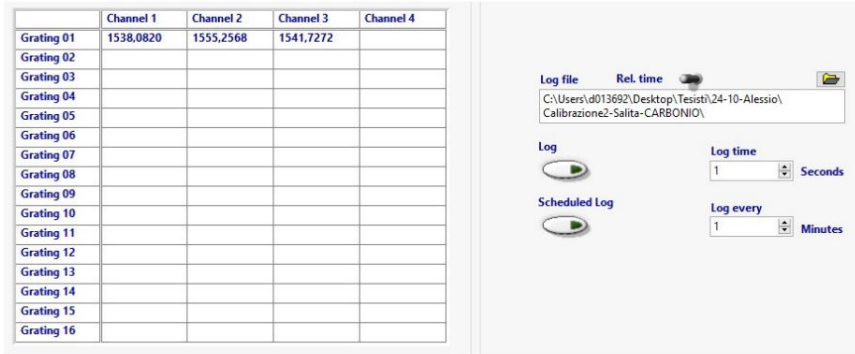 Channel 1 Channel 2 Channel 3 Channel 4
Grating 01 1538,0820 1555,2568 1541,7272
Grating 02
Grating 03
Grating 04
Grating 05
Grating 06
Grating 07
Grating 08
Grating 09
Grating 10
Grating 11
Grating 12
Grating 13
Grating 14
Grating 15
Grating 16
Log file Rel. time
C:\Users\d013692\Desktop\Tesisti\24-10-Alessio\
Calibrazione2-Salita-CARBONIO\
Log Log time
1 Seconds
Scheduled Log Log every
1 Minutes